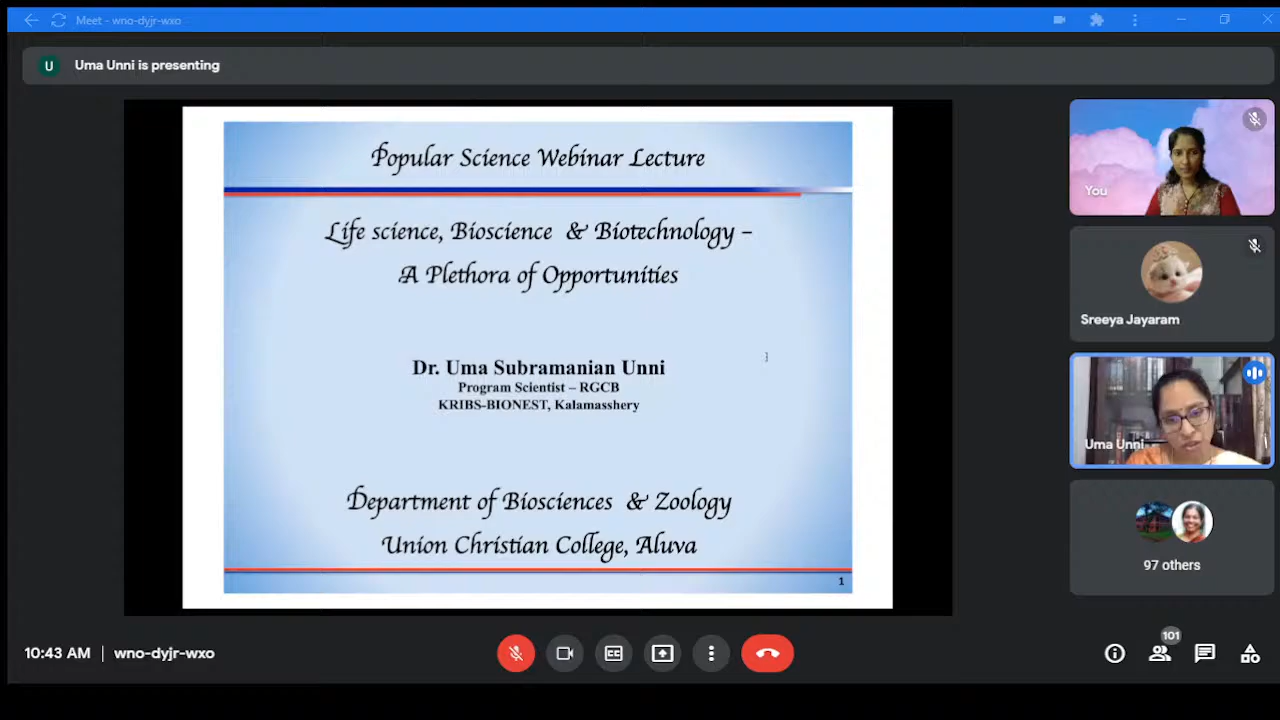 Meet - wno-dyjr-wxo
U
Uma Unni is presenting
Popular Science Webinar Lecture
Life science, Bioscience & Biotechnology –
A Plethora of Opportunities
Dr. Uma Subramanian Unni
Program Scientist – RGCB
KRIBS-BIONEST, Kalamasshery
Department of Biosciences & Zoology
Union Christian College, Aluva
1
You
Sreeya Jayaram
Uma Unni
97 others
10:43 AM | wno-dyjr-wxo
101